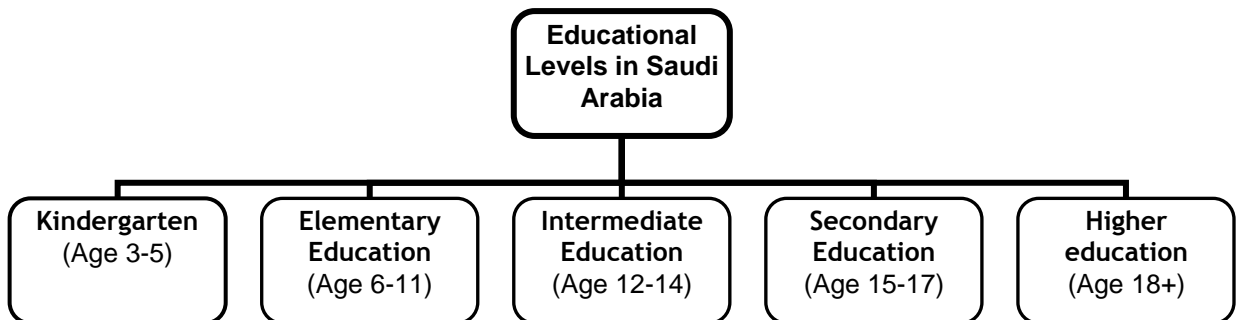 Educational
Levels in Saudi
Arabia
Kindergarten
(Age 3-5)
Elementary
Education
(Age 6-11)
Intermediate
Education
(Age 12-14)
Secondary
Education
(Age 15-17)
Higher
education
(Age 18+)